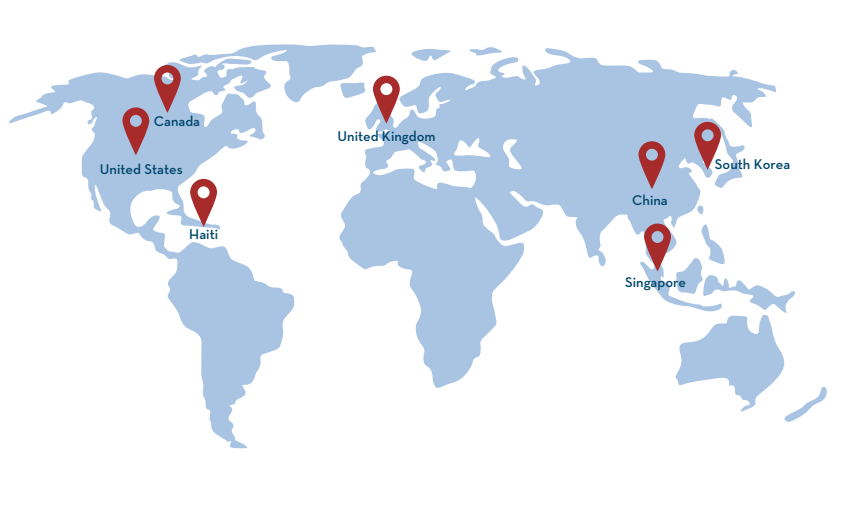 Canada
United Kingdom
United States
South Korea
China
Haiti
Singapore